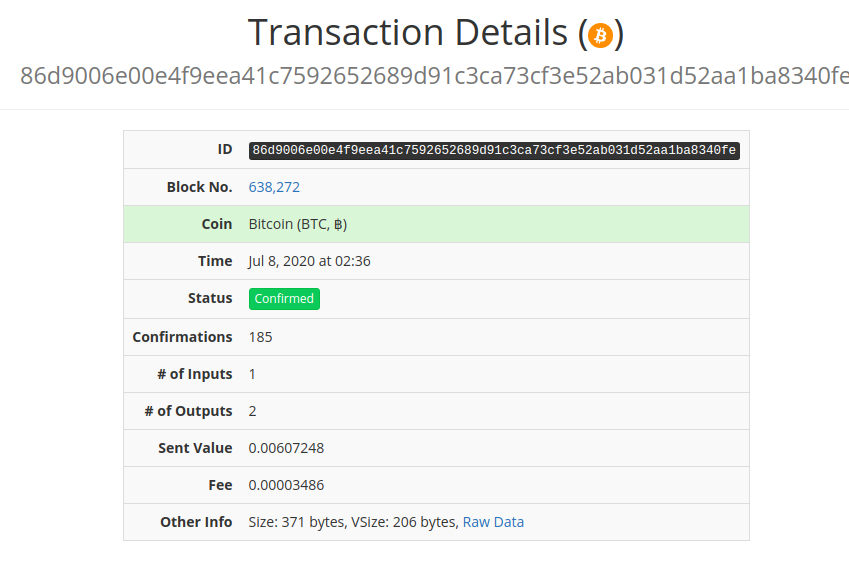 Transaction Details (₿)
86d9006e00e4f9eea41c7592652689d91c3ca73cf3e52ab031d52aa1ba8340fe
ID 86d9006e00e4f9eea41c7592652689d91c3ca73cf3e52ab031d52aa1ba8340fe
Block No. 638,272
Coin Bitcoin (BTC, ฿)
Time Jul 8, 2020 at 02:36
Status Confirmed
Confirmations 185
# of Inputs 1
# of Outputs 2
Sent Value 0.00607248
Fee 0.00003486
Other Info Size: 371 bytes, VSize: 206 bytes, Raw Data